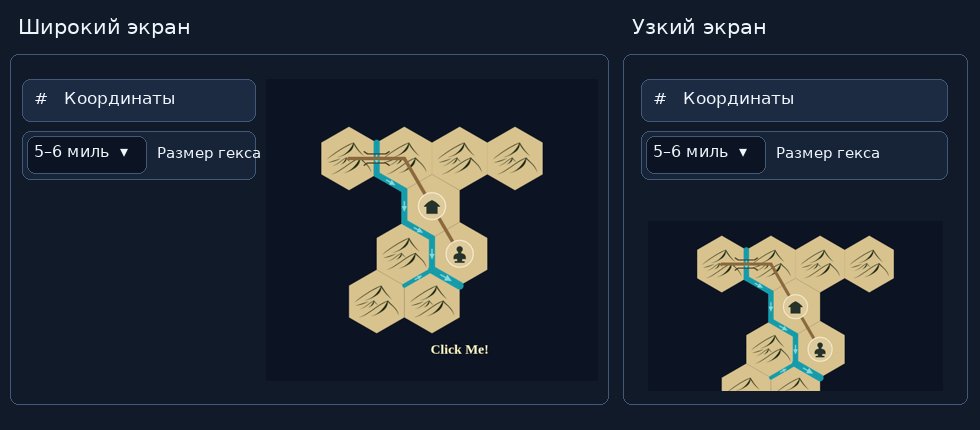 Широкий экран
# Координаты
5–6 миль ▼ Размер гекса
Click Me!
Узкий экран
# Координаты
5–6 миль ▼ Размер гекса